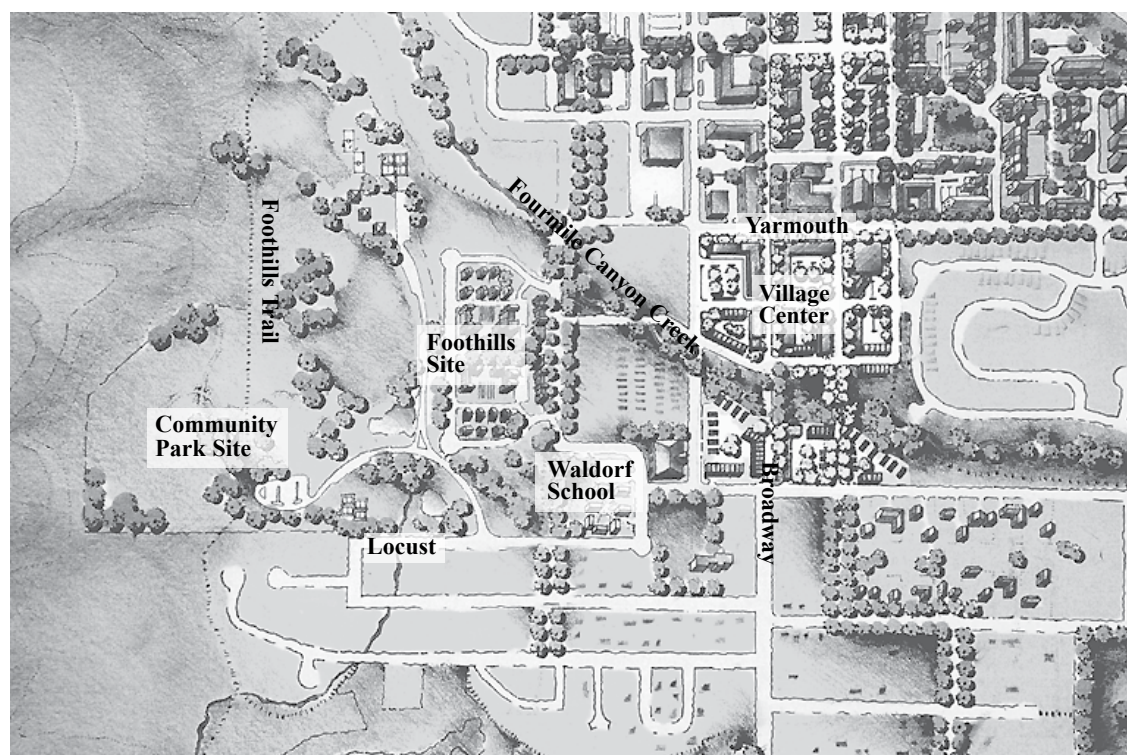 Fourmile Canyon Creek
Foothills Trail
Yarmouth
Village
Center
Foothills
Site
Community
Park Site
Waldorf
School
Broadway
Locust